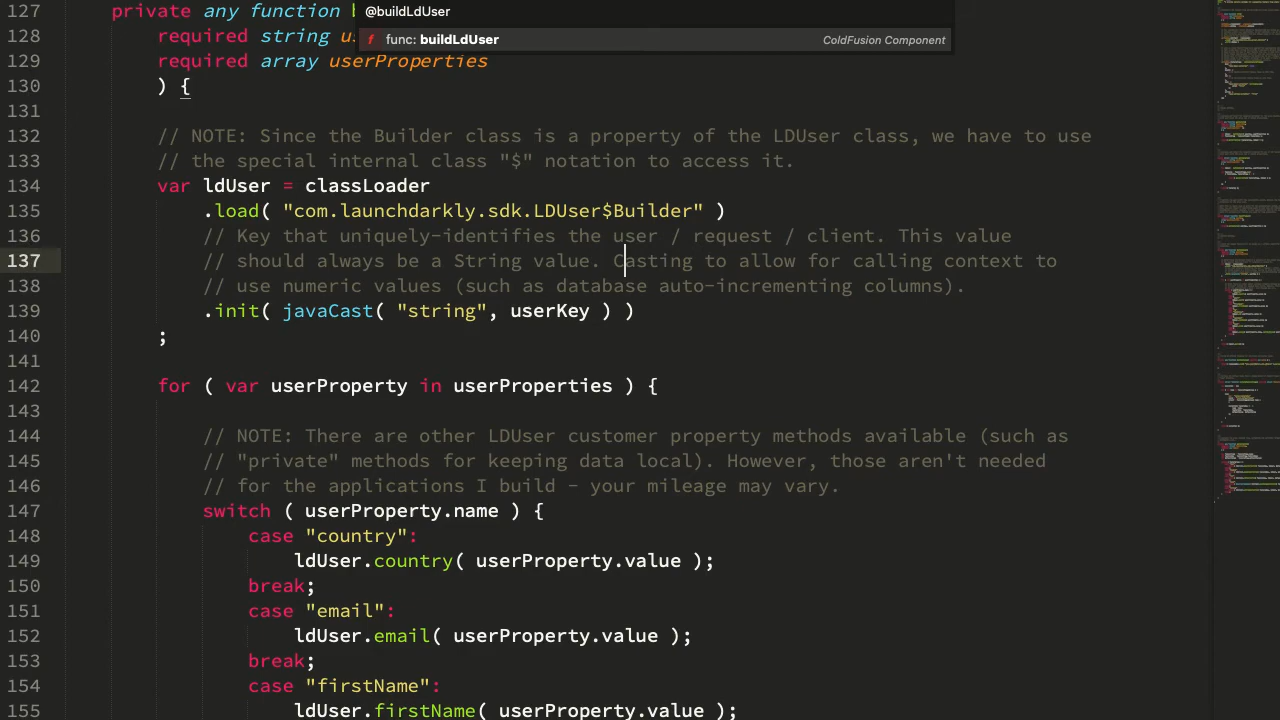 @buildLdUser
func: buildLdUser ColdFusion Component
127 private any function
128 required string
129 required array userProperties
130 ) {
131
132 // NOTE: Since the Builder class is a property of the LDUser class, we have to use
133 // the special internal class "$" notation to access it.
134 var ldUser = classLoader
135 .load( "com.launchdarkly.sdk.LDUser$Builder" )
136 // Key that uniquely-identifies the user / request / client. This value
137 // should always be a String value. Casting to allow for calling context to
138 // use numeric values (such as database auto-incrementing columns).
139 .init( javaCast( "string", userKey ) )
140 ;
141
142 for ( var userProperty in userProperties ) {
143
144 // NOTE: There are other LDUser customer property methods available (such as
145 // "private" methods for keeping data local). However, those aren't needed
146 // for the applications I build - your mileage may vary.
147 switch ( userProperty.name ) {
148 case "country":
149 ldUser.country( userProperty.value );
150 break;
151 case "email":
152 ldUser.email( userProperty.value );
153 break;
154 case "firstName":
155 ldUser.firstName( userProperty.value );